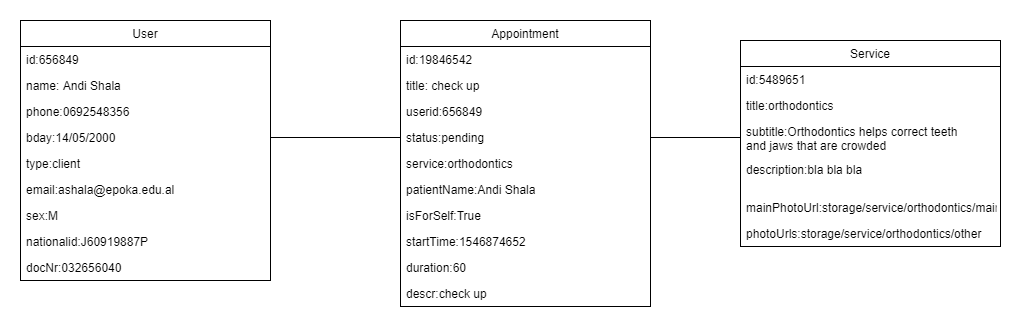 User
id:656849
name: Andi Shala
phone:0692548356
bday:14/05/2000
type:client
email:ashala@epoka.edu.al
sex:M
nationalid:J60919887P
docNr:032656040
Appointment
id:19846542
title: check up
userid:656849
status:pending
service:orthodontics
patientName:Andi Shala
isForSelf:True
startTime:1546874652
duration:60
descr:check up
Service
id:5489651
title:orthodontics
subtitle:Orthodontics helps correct teeth
and jaws that are crowded
description:bla bla bla
mainPhotoUrl:storage/service/orthodontics/mai
photoUrls:storage/service/orthodontics/other